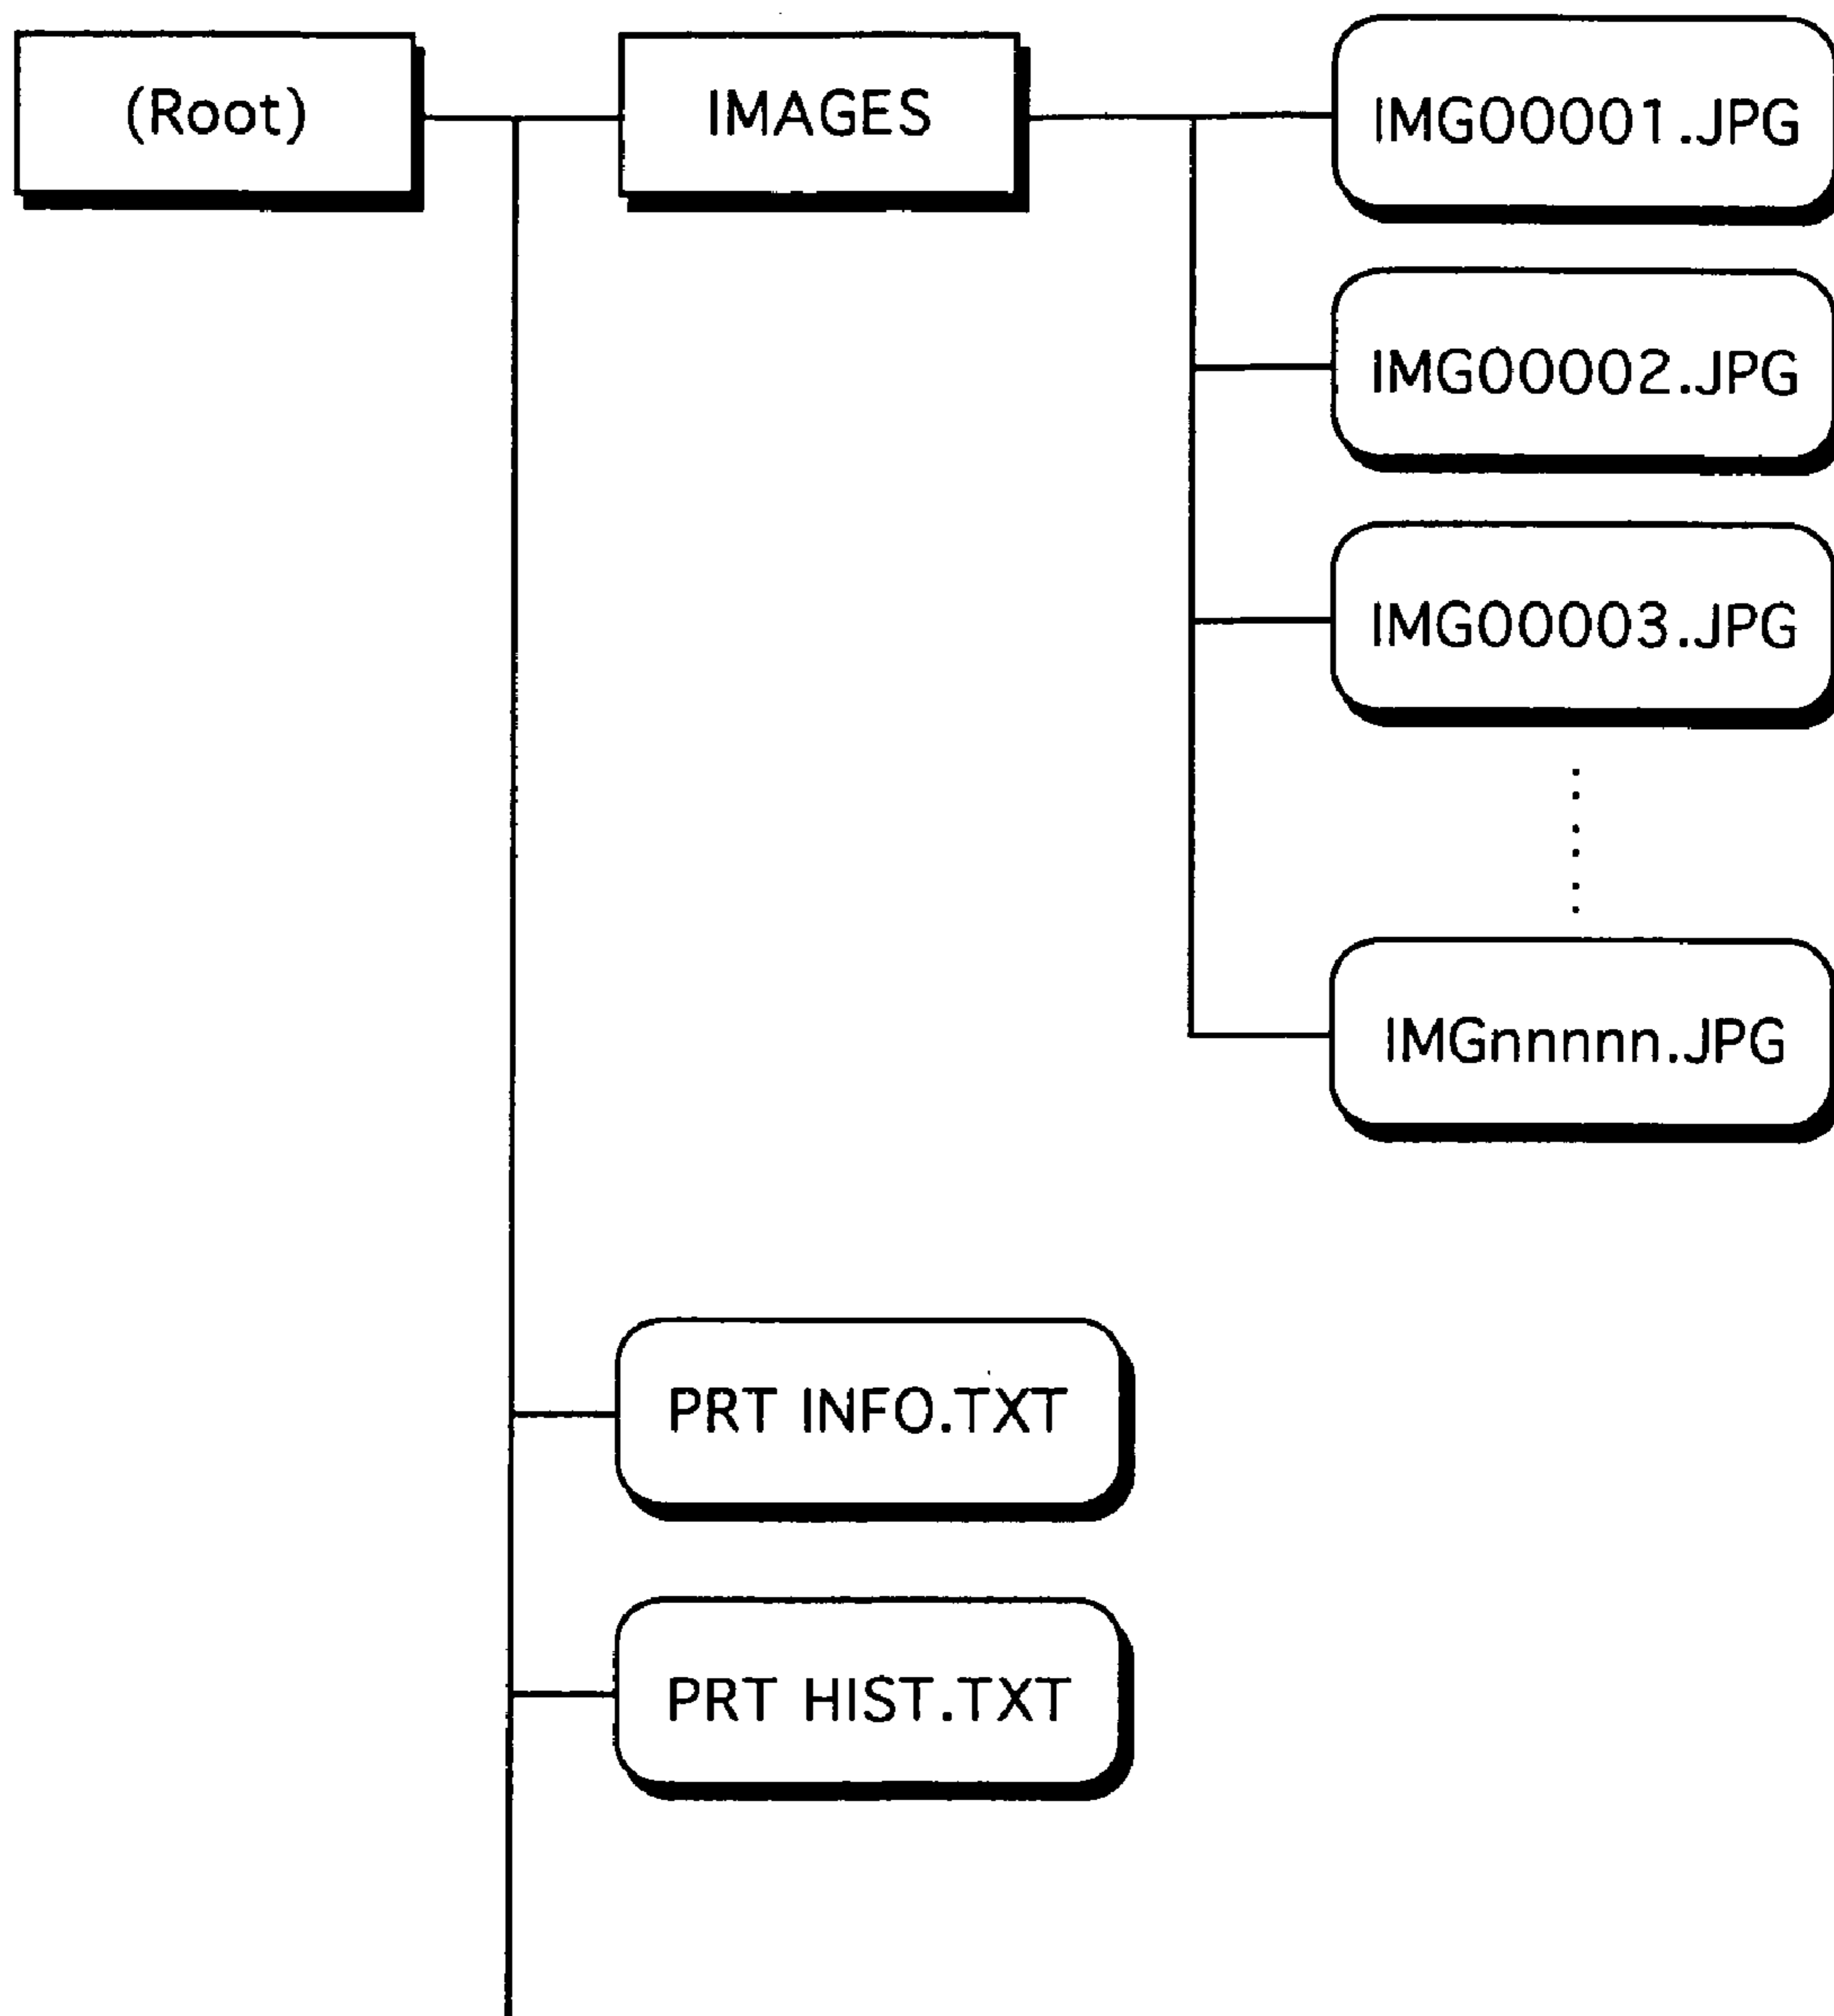 (Root)
IMAGES
IMG00001.JPG
IMG00002.JPG
IMG00003.JPG
IMGnnnnn.JPG
PRT INFO.TXT
PRT HIST.TXT